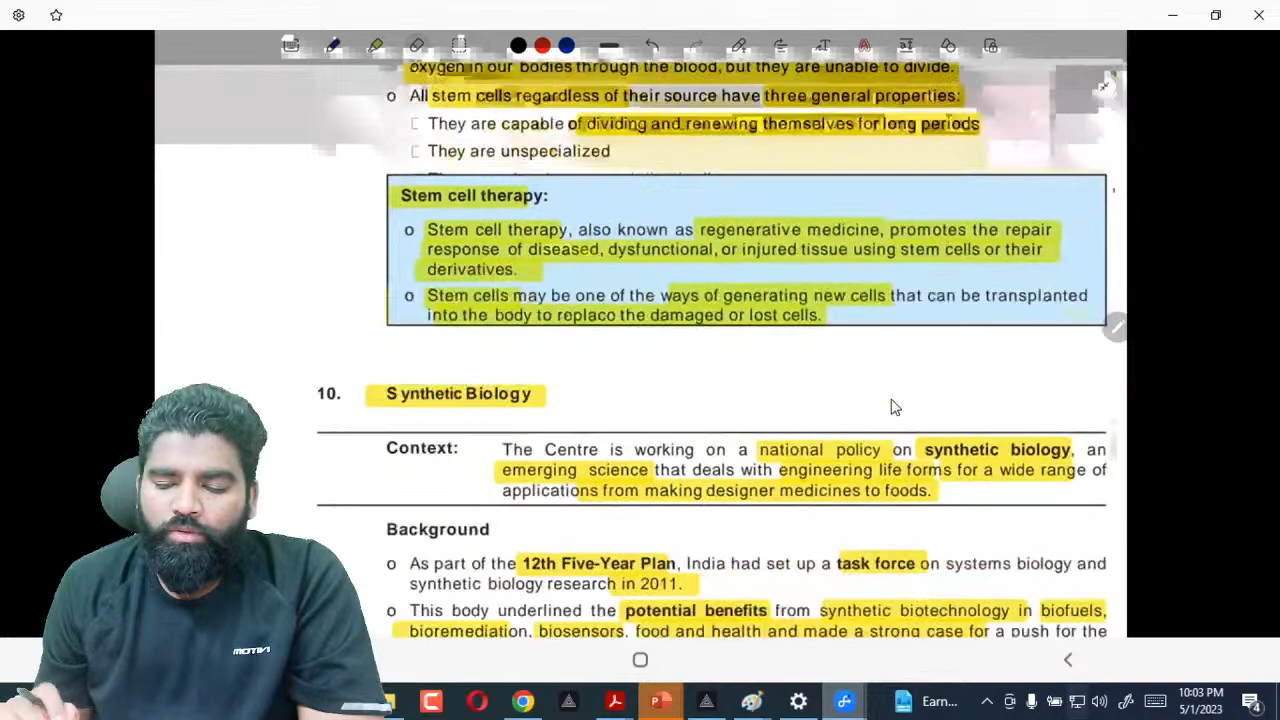 oxygen in our bodies through the blood, but they are unable to divide.
o All stem cells regardless of their source have three general properties:
They are capable of dividing and renewing themselves for long periods
They are unspecialized
Stem cell therapy:
o Stem cell therapy, also known as regenerative medicine, promotes the repair
response of diseased, dysfunctional, or injured tissue using stem cells or their
derivatives.
o Stem cells may be one of the ways of generating new cells that can be transplanted
into the body to replaco the damaged or lost cells.
10. Synthetic Biology
Context: The Centre is working on a national policy on synthetic biology, an
emerging science that deals with engineering life forms for a wide range of
applications from making designer medicines to foods.
Background
o As part of the 12th Five-Year Plan, India had set up a task force on systems biology and
synthetic biology research in 2011.
o This body underlined the potential benefits from synthetic biotechnology in biofuels,
bioremediation, biosensors, food and health and made a strong case for a push for the
MOTIVI
Earn...
10:03 PM
5/1/2023
4